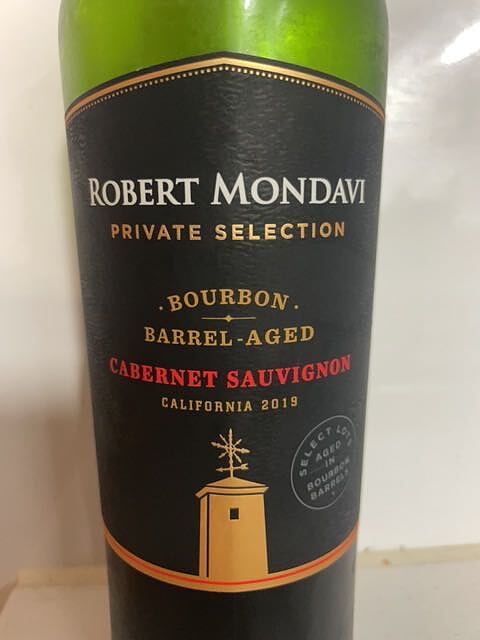 ROBERT MONDAVI
PRIVATE SELECTION
· BOURBON ·
BARREL-AGED
CABERNET SAUVIGNON
CALIFORNIA 2019
SELECT LOTS
AGED
IN
BOURBON
BARRELS